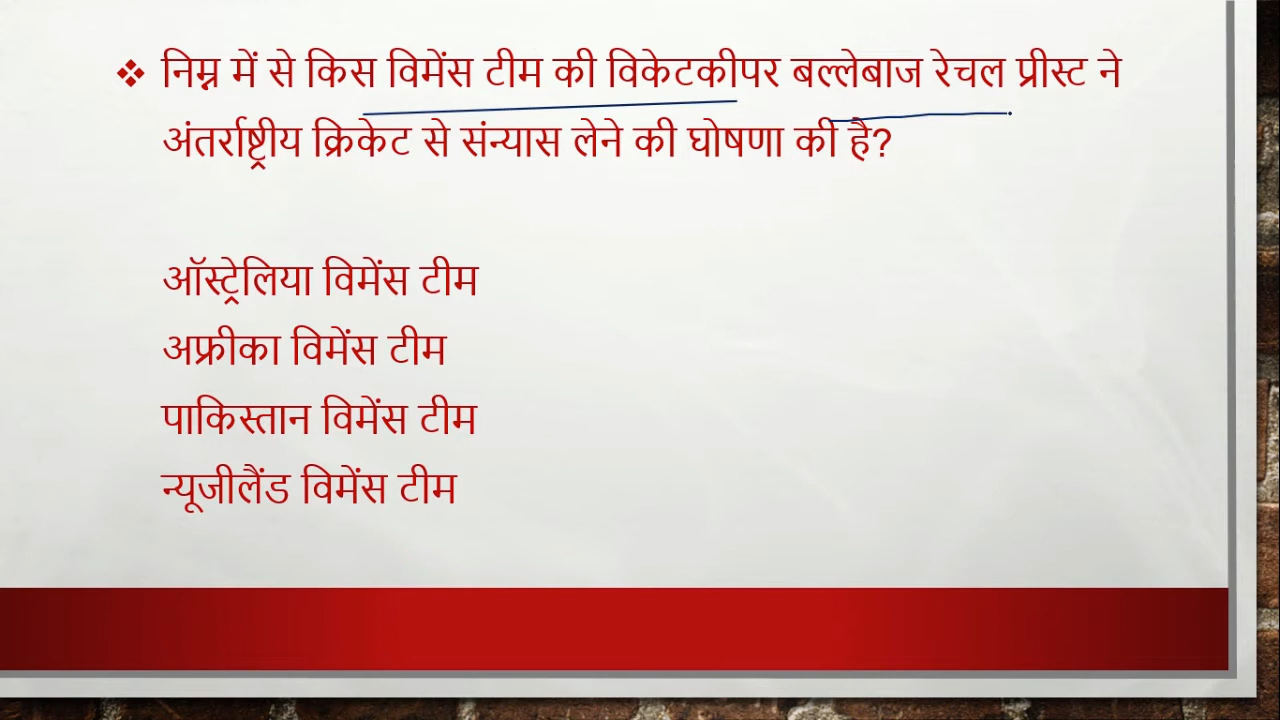 निम्न में से किस विमेंस टीम की विकेटकीपर बल्लेबाज रेचल प्रीस्ट ने
अंतर्राष्ट्रीय क्रिकेट से संन्यास लेने की घोषणा की है?
ऑस्ट्रेलिया विमेंस टीम
अफ्रीका विमेंस टीम
पाकिस्तान विमेंस टीम
न्यूजीलैंड विमेंस टीम